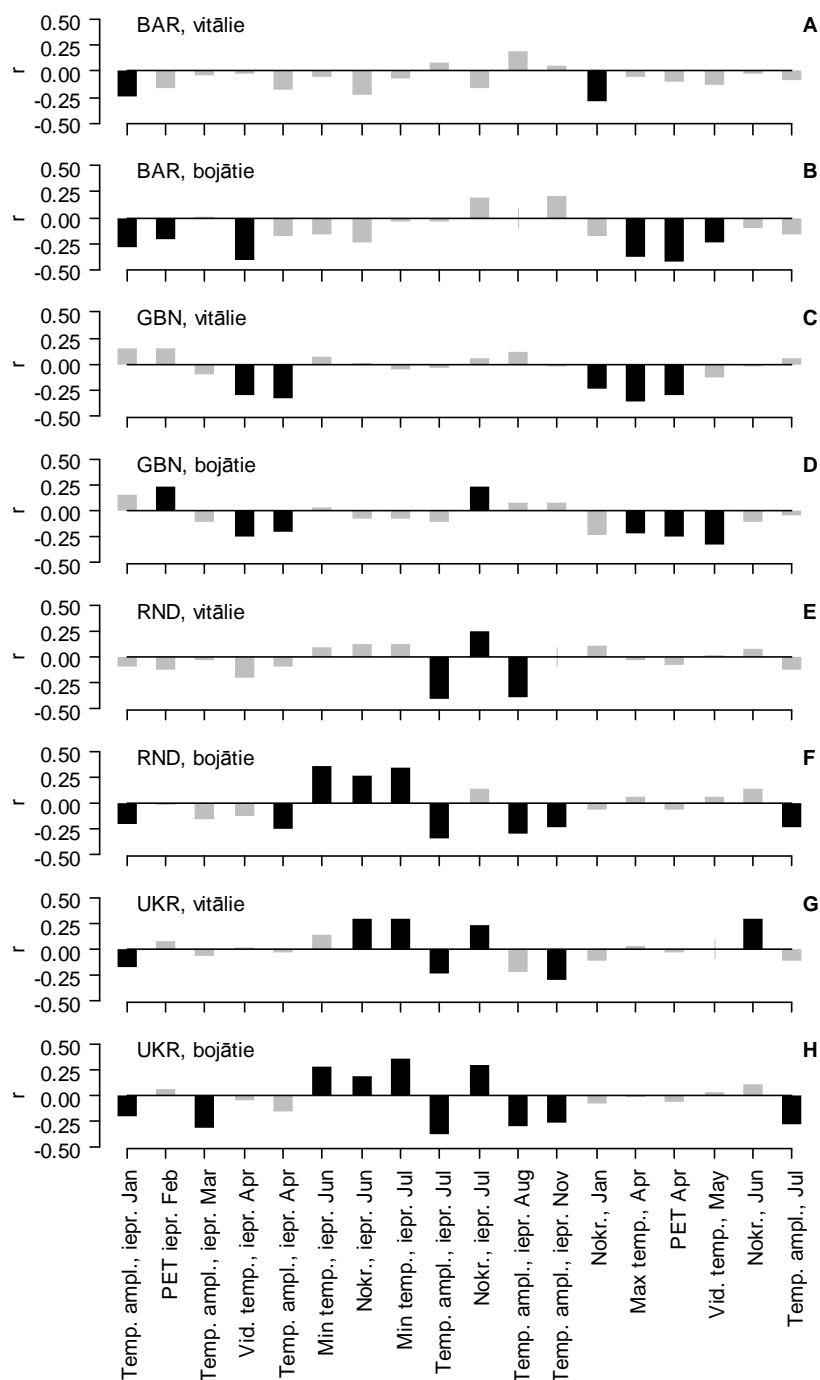 BAR, vitālie
A
0.50
0.25
0.00
-0.25
-0.50
r
BAR, bojātie
B
0.50
0.25
0.00
-0.25
-0.50
r
GBN, vitālie
C
0.50
0.25
0.00
-0.25
-0.50
r
GBN, bojātie
D
0.50
0.25
0.00
-0.25
-0.50
r
RND, vitālie
E
0.50
0.25
0.00
-0.25
-0.50
r
RND, bojātie
F
0.50
0.25
0.00
-0.25
-0.50
r
UKR, vitālie
G
0.50
0.25
0.00
-0.25
-0.50
r
UKR, bojātie
H
0.50
0.25
0.00
-0.25
-0.50
r
Temp. ampl., iepr. Jan
PET iepr. Feb
Temp. ampl., iepr. Mar
Vid. temp., iepr. Apr
Temp. ampl., iepr. Apr
Min temp., iepr. Jun
Nokr., iepr. Jun
Min temp., iepr. Jul
Temp. ampl., iepr. Jul
Nokr., iepr. Jul
Temp. ampl., iepr. Aug
Temp. ampl., iepr. Nov
Nokr., Jan
Max temp., Apr
PET Apr
Vid. temp., May
Nokr., Jun
Temp. ampl., Jul